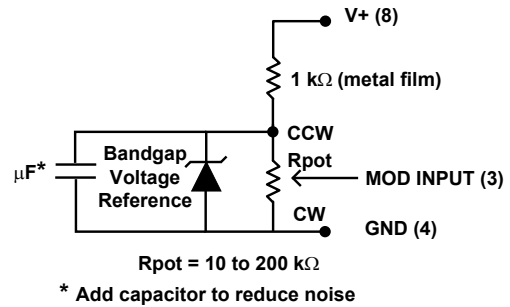 V+ (8)
1 kΩ (metal film)
CCW
Bandgap
Voltage
Reference
μF*
Rpot
MOD INPUT (3)
CW
GND (4)
Rpot = 10 to 200 kΩ
* Add capacitor to reduce noise